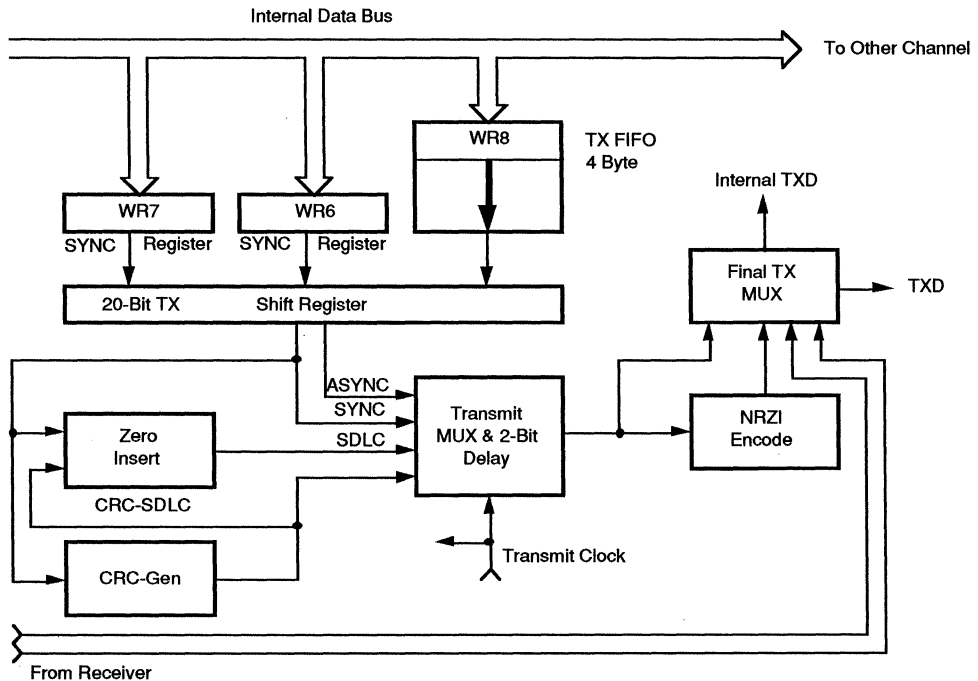 Internal Data Bus
To Other Channel
WR8
TX FIFO
4 Byte
Internal TXD
WR7
WR6
SYNC Register
SYNC Register
Final TX
MUX
TXD
20-Bit TX Shift Register
ASYNC
SYNC
SDLC
Transmit
MUX & 2-Bit
Delay
NRZI
Encode
Zero
Insert
CRC-SDLC
Transmit Clock
CRC-Gen
From Receiver